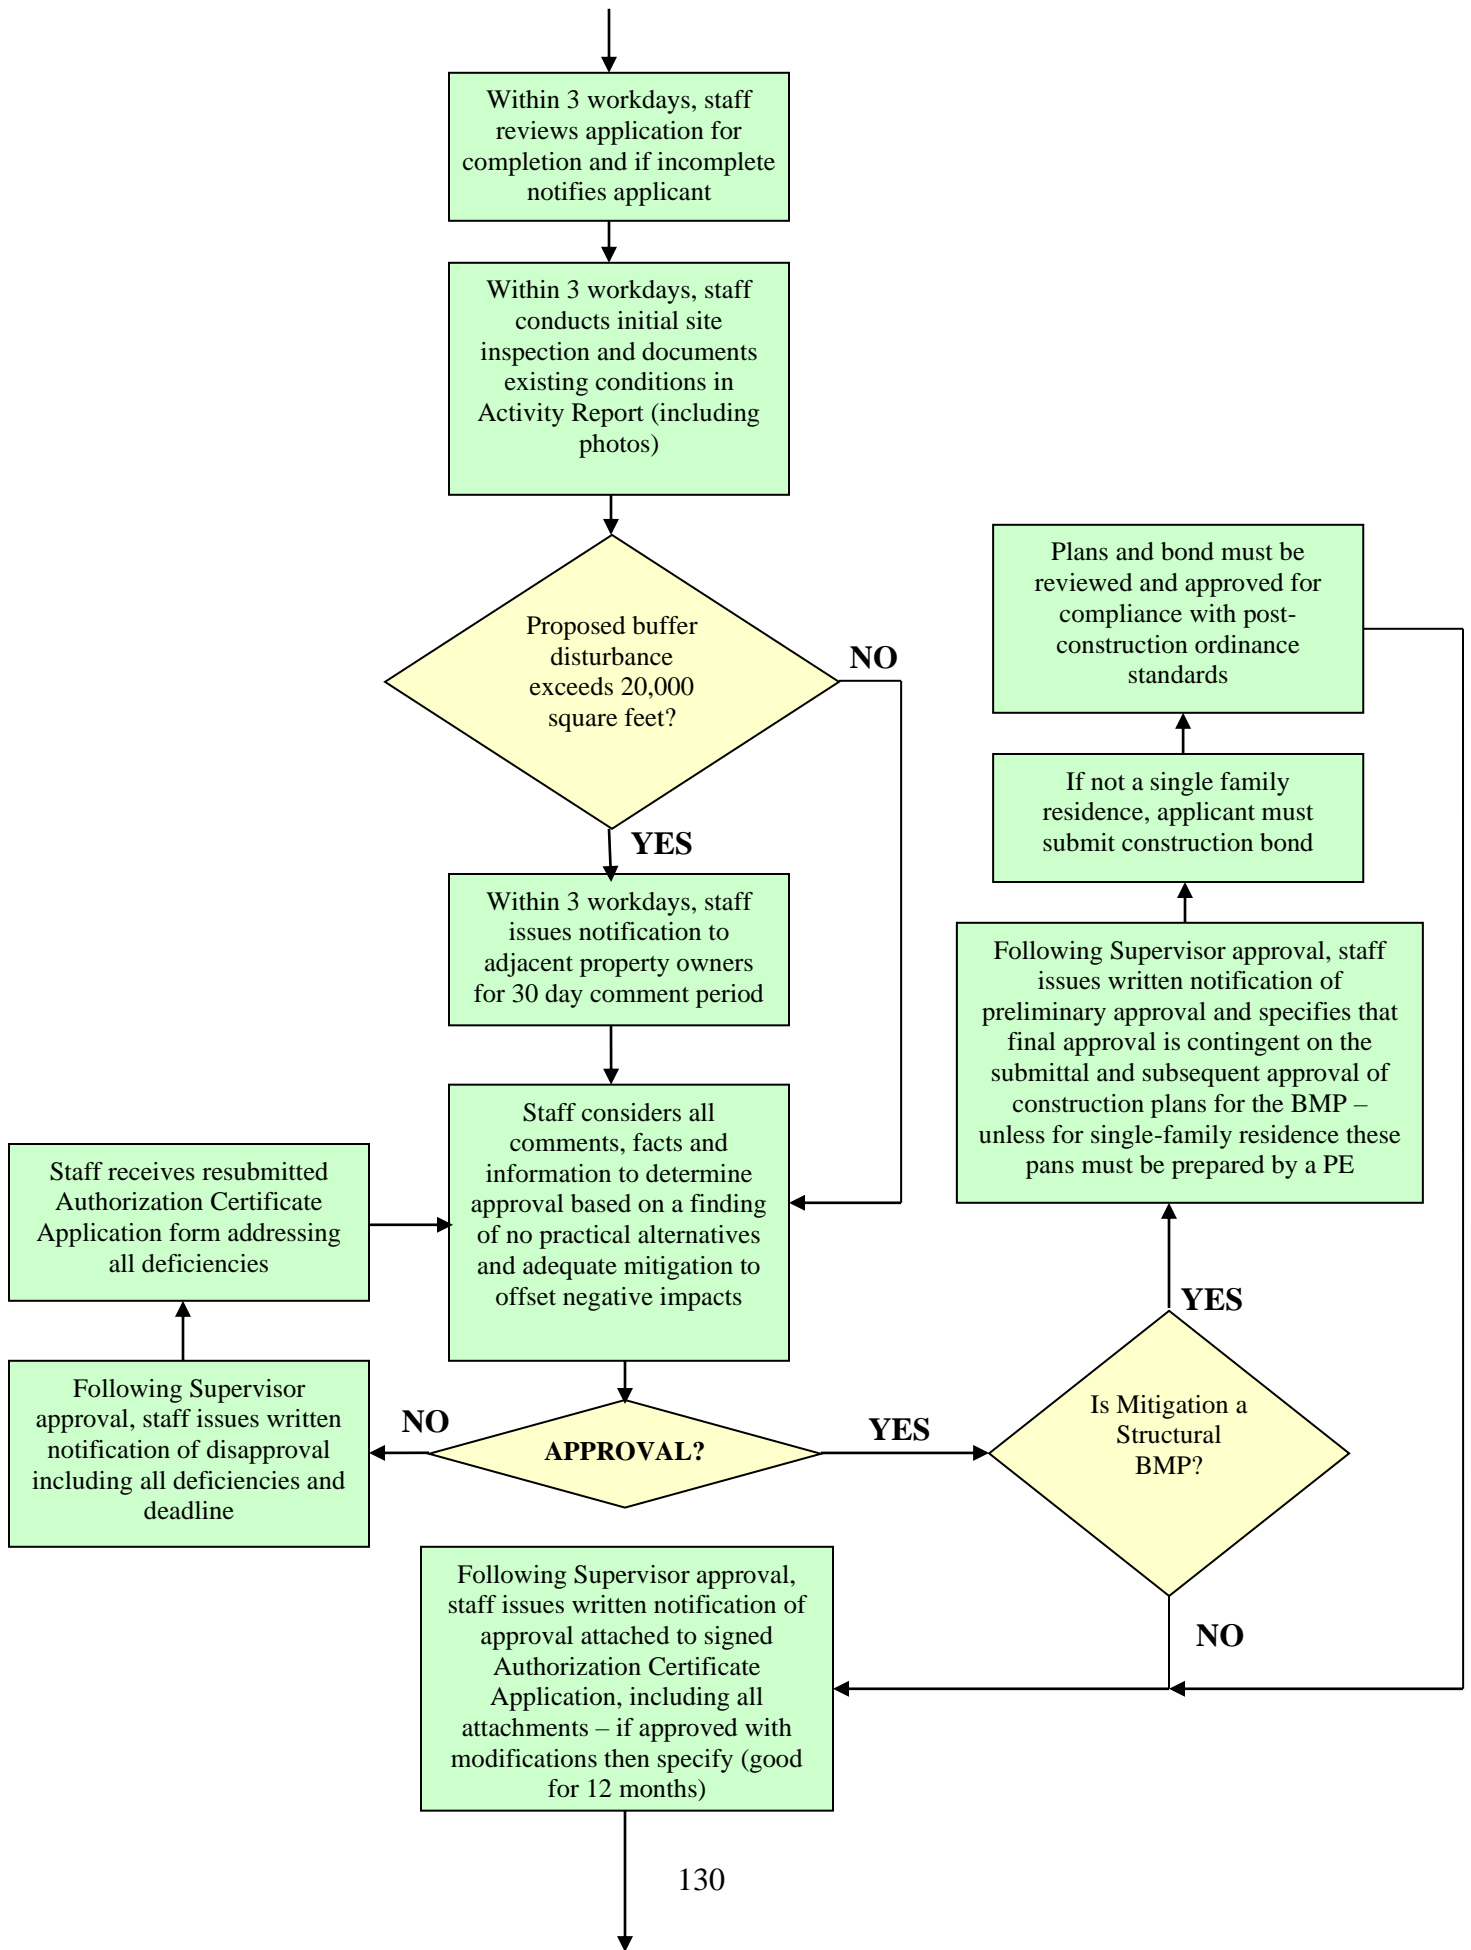 Within 3 workdays, staff
reviews application for
completion and if incomplete
notifies applicant
Within 3 workdays, staff
conducts initial site
inspection and documents
existing conditions in
Activity Report (including
photos)
Proposed buffer
disturbance
exceeds 20,000
square feet?
NO
YES
Within 3 workdays, staff
issues notification to
adjacent property owners
for 30 day comment period
Staff considers all
comments, facts and
information to determine
approval based on a finding
of no practical alternatives
and adequate mitigation to
offset negative impacts
APPROVAL?
NO
Following Supervisor
approval, staff issues written
notification of disapproval
including all deficiencies and
deadline
Staff receives resubmitted
Authorization Certificate
Application form addressing
all deficiencies
YES
Is Mitigation a
Structural
BMP?
YES
Following Supervisor approval, staff
issues written notification of
preliminary approval and specifies that
final approval is contingent on the
submittal and subsequent approval of
construction plans for the BMP –
unless for single-family residence these
pans must be prepared by a PE
If not a single family
residence, applicant must
submit construction bond
Plans and bond must be
reviewed and approved for
compliance with post-
construction ordinance
standards
NO
Following Supervisor approval,
staff issues written notification of
approval attached to signed
Authorization Certificate
Application, including all
attachments – if approved with
modifications then specify (good
for 12 months)
130